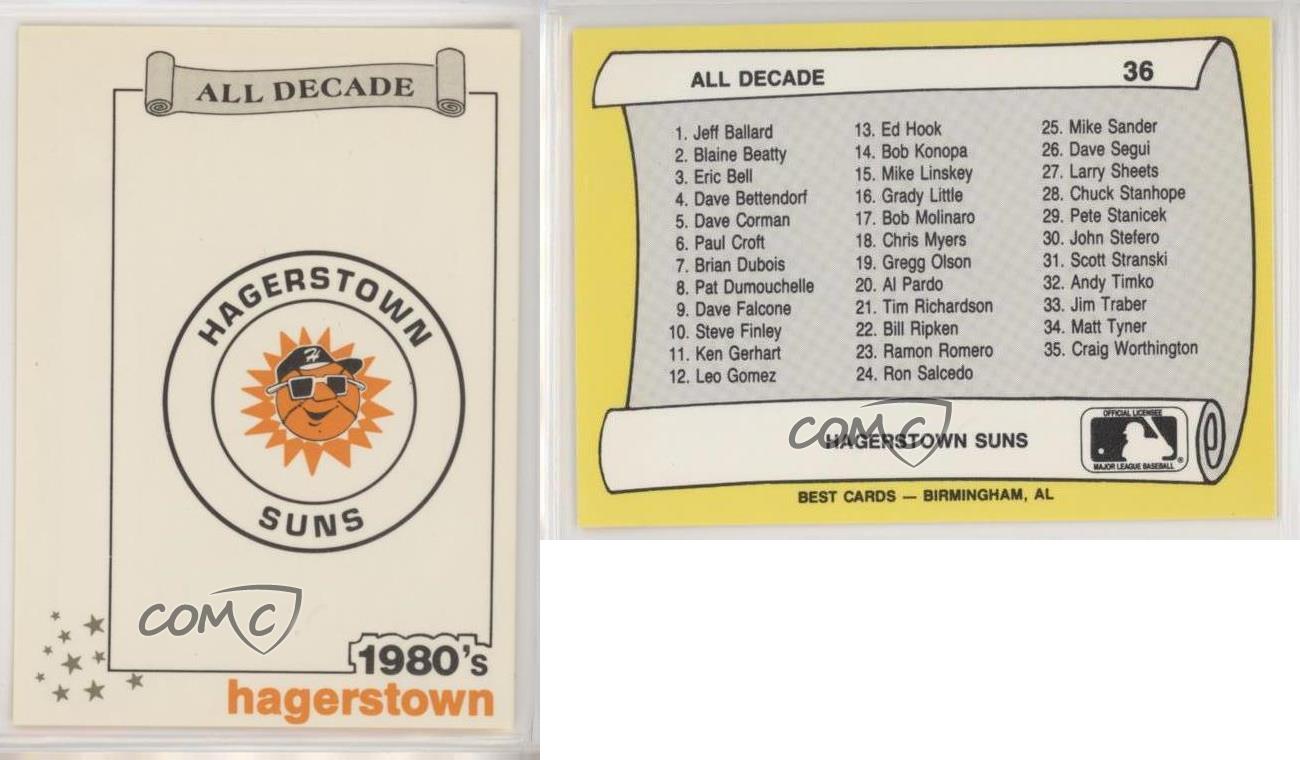 ALL DECADE
HAGERSTOWN
H
SUNS
COMC
1980's
hagerstown
ALL DECADE 36
1. Jeff Ballard
2. Blaine Beatty
3. Eric Bell
4. Dave Bettendorf
5. Dave Corman
6. Paul Croft
7. Brian Dubois
8. Pat Dumouchelle
9. Dave Falcone
10. Steve Finley
11. Ken Gerhart
12. Leo Gomez
13. Ed Hook
14. Bob Konopa
15. Mike Linskey
16. Grady Little
17. Bob Molinaro
18. Chris Myers
19. Gregg Olson
20. Al Pardo
21. Tim Richardson
22. Bill Ripken
23. Ramon Romero
24. Ron Salcedo
25. Mike Sander
26. Dave Segui
27. Larry Sheets
28. Chuck Stanhope
29. Pete Stanicek
30. John Stefero
31. Scott Stranski
32. Andy Timko
33. Jim Traber
34. Matt Tyner
35. Craig Worthington
COMC
HAGERSTOWN SUNS
OFFICIAL LICENSEE
MAJOR LEAGUE BASEBALL
®
BEST CARDS — BIRMINGHAM, AL